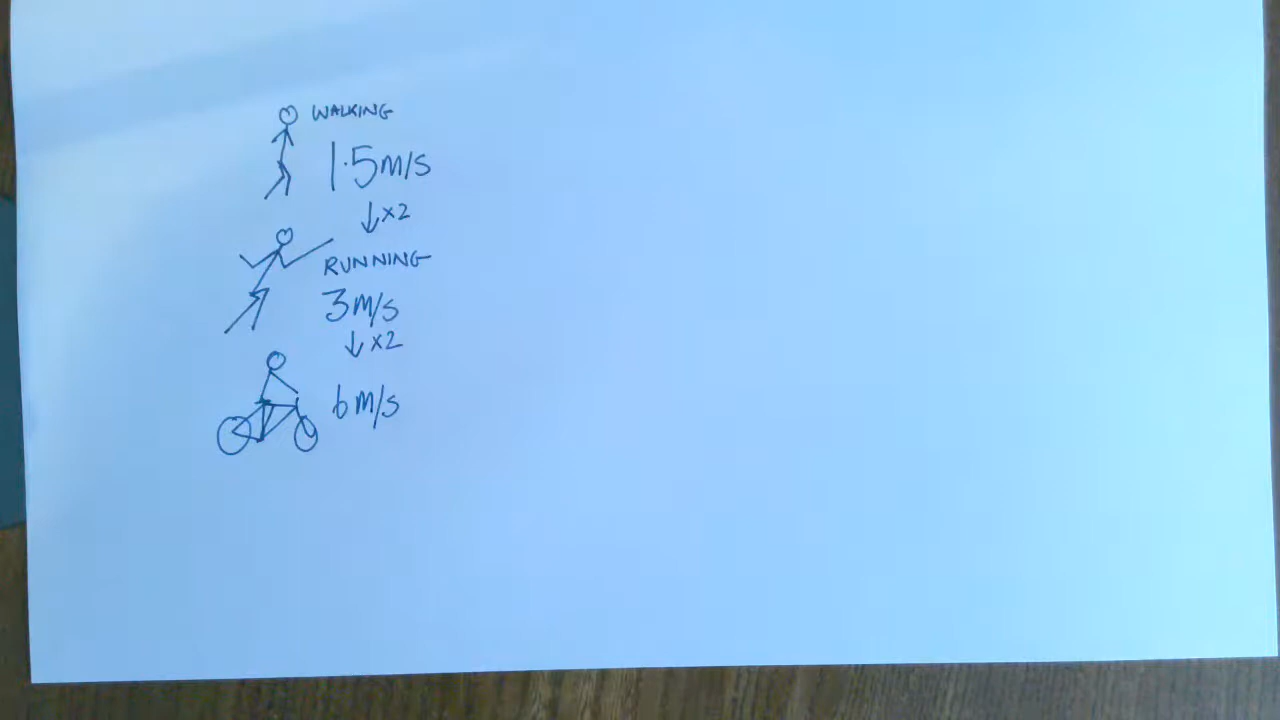 WALKING
1.5m/s
↓×2
RUNNING
3m/s
↓×2
6m/s